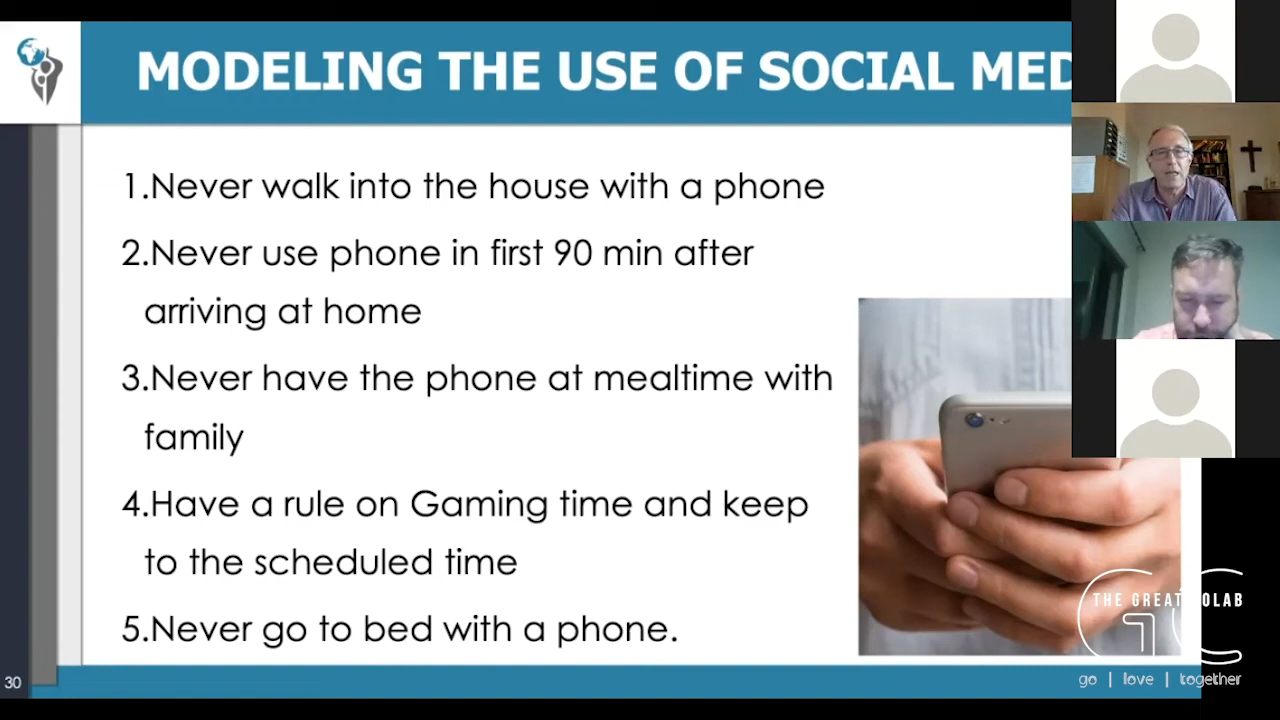 MODELING THE USE OF SOCIAL MED
1.Never walk into the house with a phone
2.Never use phone in first 90 min after
arriving at home
3.Never have the phone at mealtime with
family
4.Have a rule on Gaming time and keep
to the scheduled time
5.Never go to bed with a phone.
30
THE GREAT COLAB
GC
go | love | together